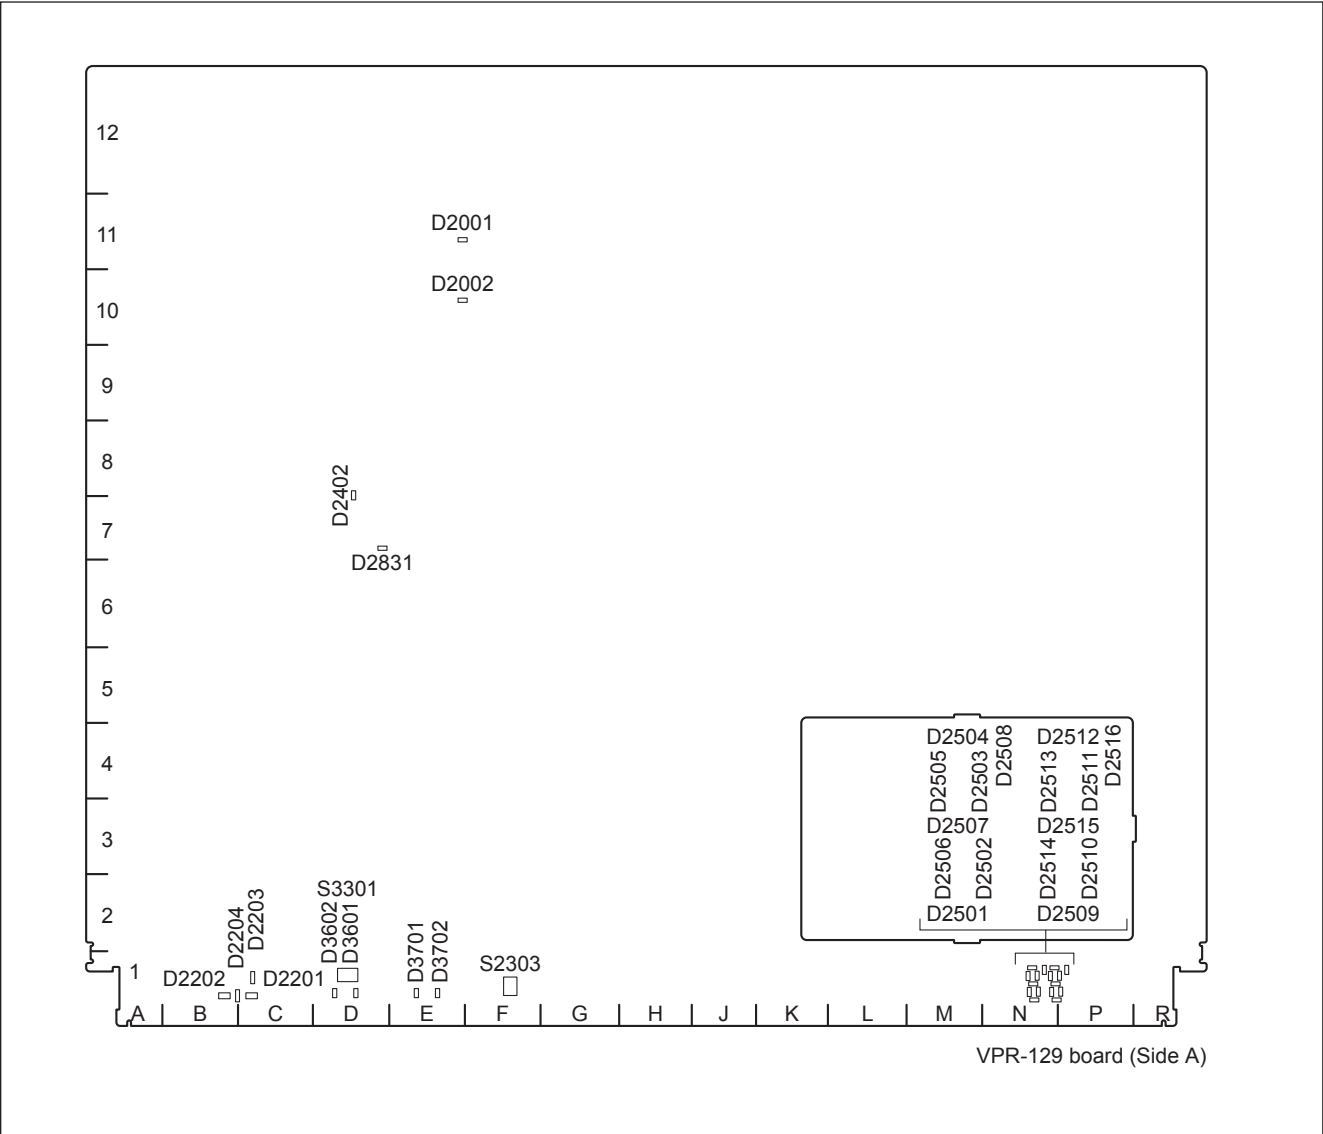 12
11
D2001
10
D2002
9
8
D2402
7
D2831
6
5
4
D2504
D2508
D2512
D2516
D2505
D2503
D2513
D2511
3
D2507
D2515
D2506
D2502
D2514
D2510
2
D2501
D2509
S3301
D2204
D2203
D3602
D3601
D3701
D3702
1
D2202
D2201
S2303
A B C D E F G H J K L M N P R
VPR-129 board (Side A)